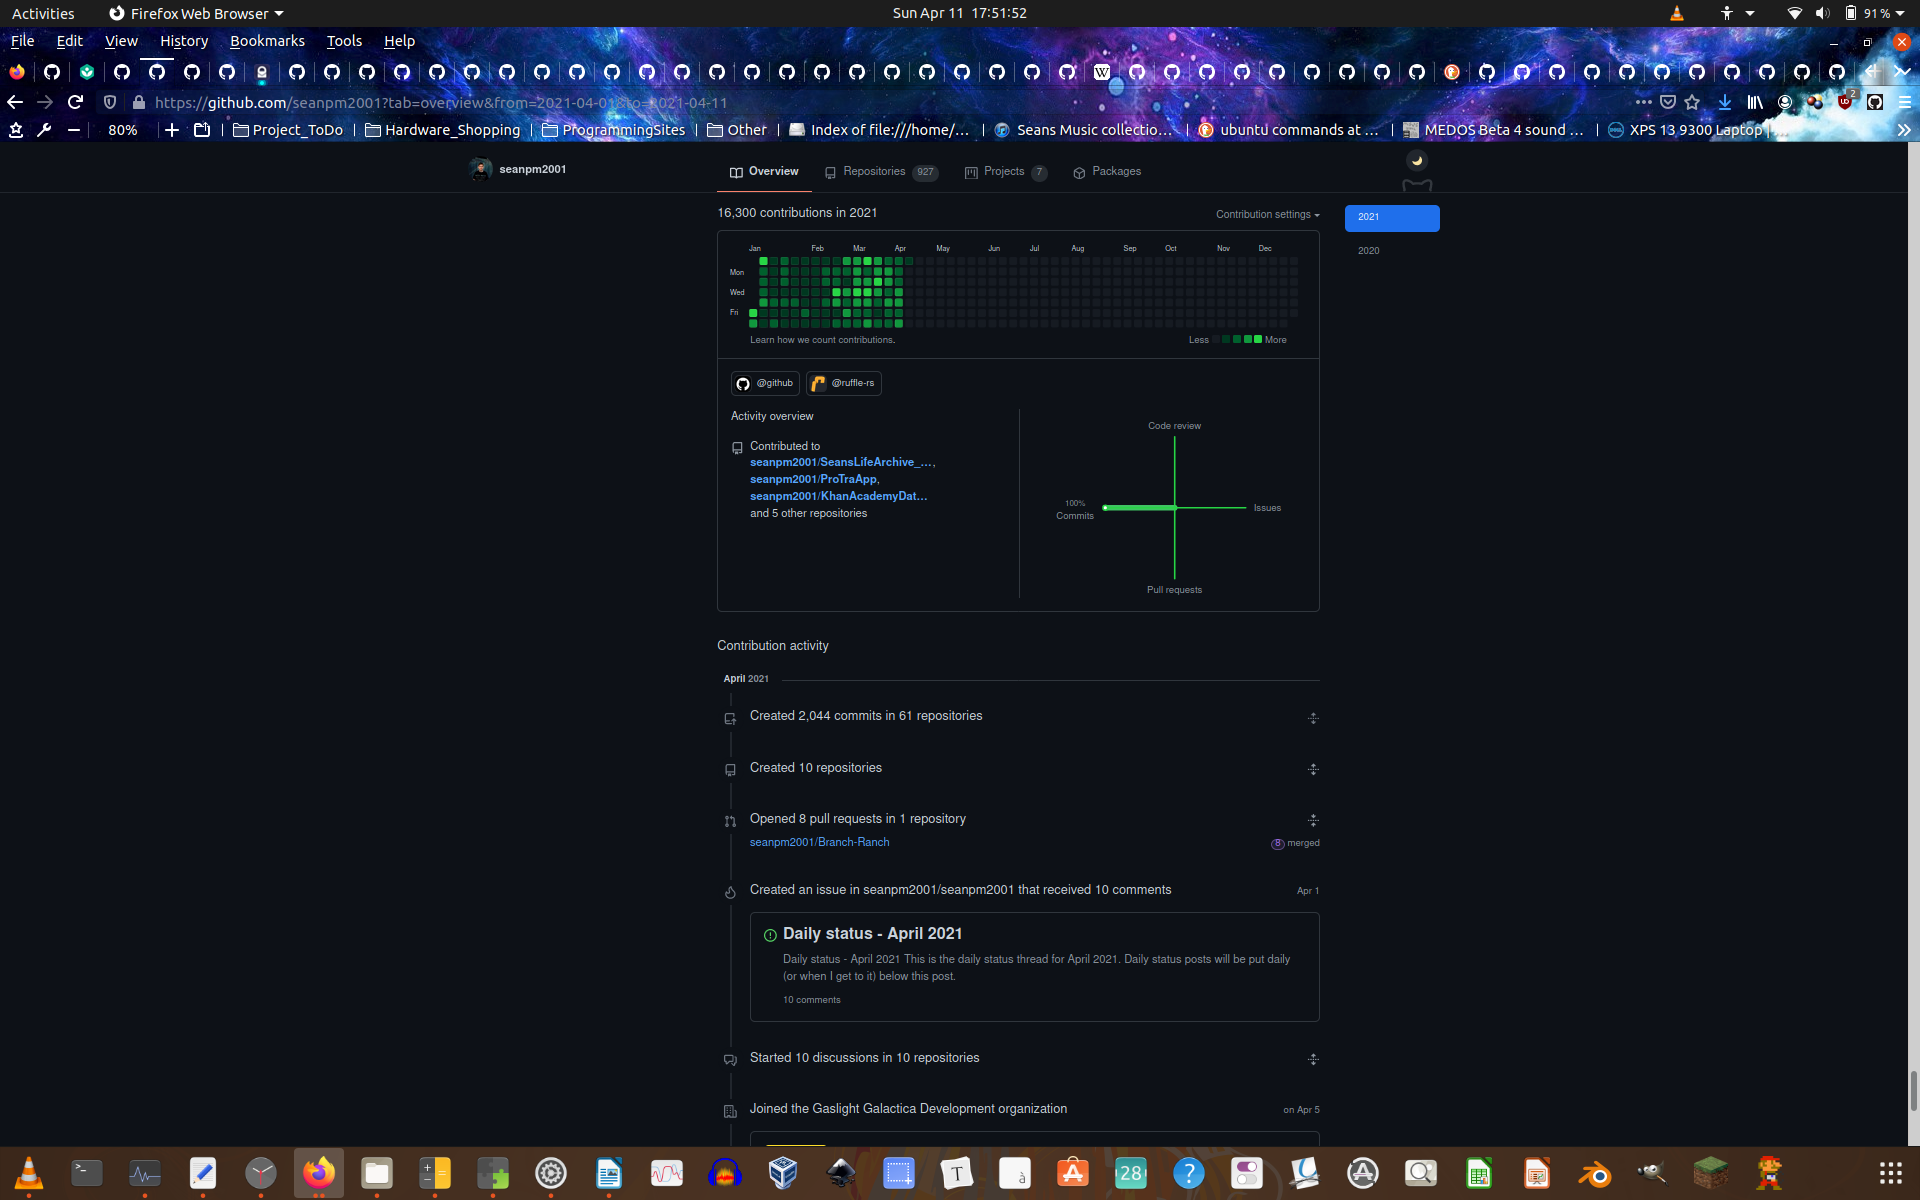 Activities
Firefox Web Browser
Sun Apr 11 17:51:52
91 %
File Edit View History Bookmarks Tools Help
https://github.com/seanpm2001?tab=overview&from=2021-04-01&to=2021-04-11
2
80%
Project_ToDo
Hardware_Shopping
ProgrammingSites
Other
Index of file:///home/...
Seans Music collectio...
ubuntu commands at ...
MEDOS Beta 4 sound ...
XPS 13 9300 Laptop | ...
seanpm2001
Overview
Repositories 927
Projects 7
Packages
16,300 contributions in 2021
Contribution settings
2021
2020
Jan Feb Mar Apr May Jun Jul Aug Sep Oct Nov Dec
Mon
Wed
Fri
Learn how we count contributions.
Less More
@github
@ruffle-rs
Activity overview
Contributed to
seanpm2001/SeansLifeArchive_...,
seanpm2001/ProTraApp,
seanpm2001/KhanAcademyDat...
and 5 other repositories
Code review
100%
Commits
Issues
Pull requests
Contribution activity
April 2021
Created 2,044 commits in 61 repositories
Created 10 repositories
Opened 8 pull requests in 1 repository
seanpm2001/Branch-Ranch
8 merged
Created an issue in seanpm2001/seanpm2001 that received 10 comments
Apr 1
Daily status - April 2021
Daily status - April 2021 This is the daily status thread for April 2021. Daily status posts will be put daily
(or when I get to it) below this post.
10 comments
Started 10 discussions in 10 repositories
Joined the Gaslight Galactica Development organization
on Apr 5